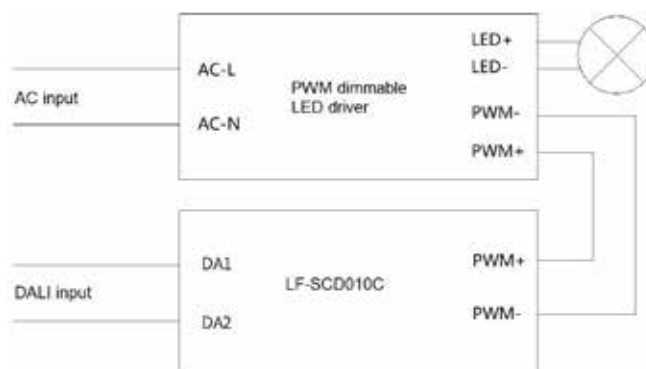 LED+
AC-L
LED-
PWM dimmable
LED driver
AC input
AC-N
PWM-
PWM+
DA1
PWM+
LF-SCD010C
DALI input
DA2
PWM-